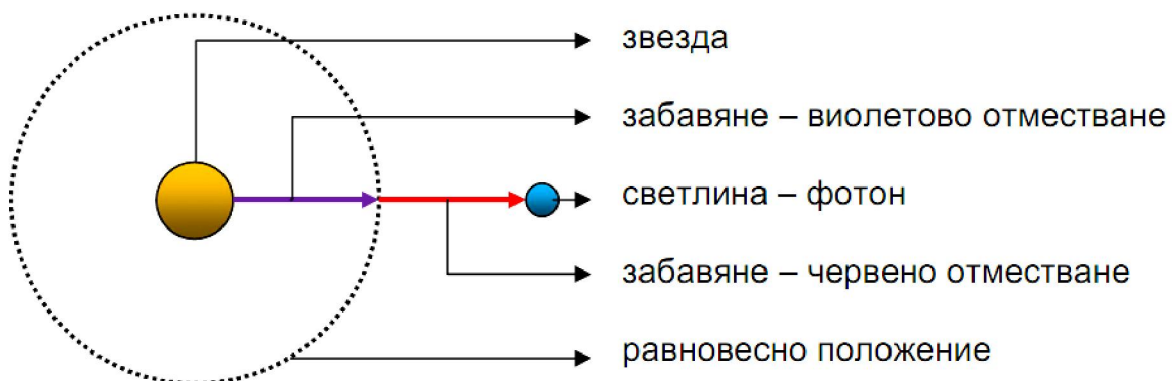 звезда
забавяне – виолетово отместване
светлина – фотон
забавяне – червено отместване
равновесно положение